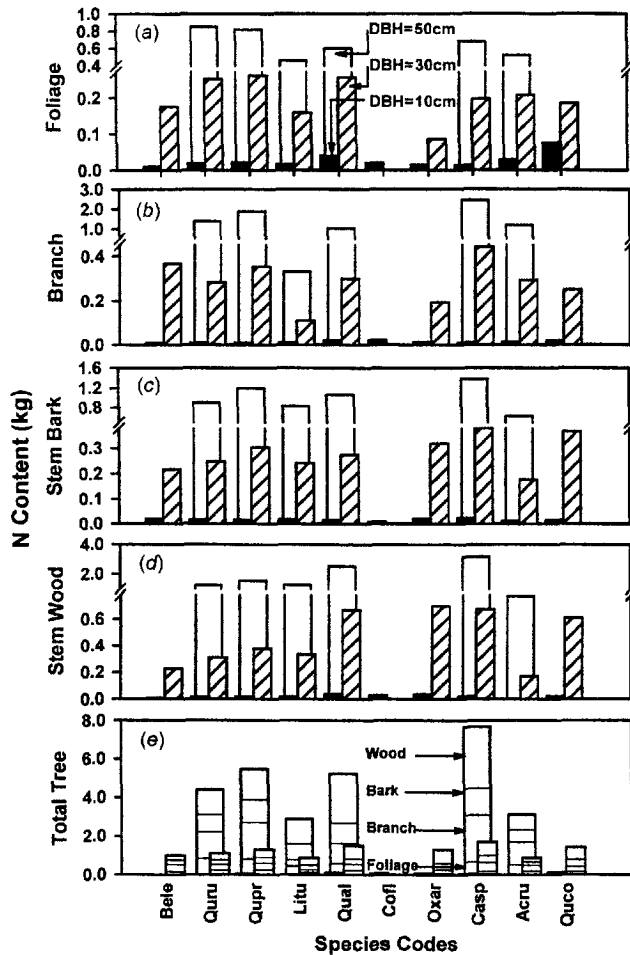 N Content (kg)
(a)
Foliage
1.0
0.8
0.6
0.4
0.2
0.1
0.0
DBH=50cm
DBH=30cm
DBH=10cm
(b)
Branch
3.0
2.0
1.0
0.4
0.2
0.0
(c)
Stem Bark
1.6
1.2
0.8
0.3
0.2
0.1
0.0
(d)
Stem Wood
4.0
2.0
0.6
0.4
0.2
0.0
(e)
Total Tree
8.0
6.0
4.0
2.0
0.0
Wood
Bark
Branch
Foliage
Bele
Quru
Qupr
Litu
Qual
Cofl
Oxar
Casp
Acru
Quco
Species Codes